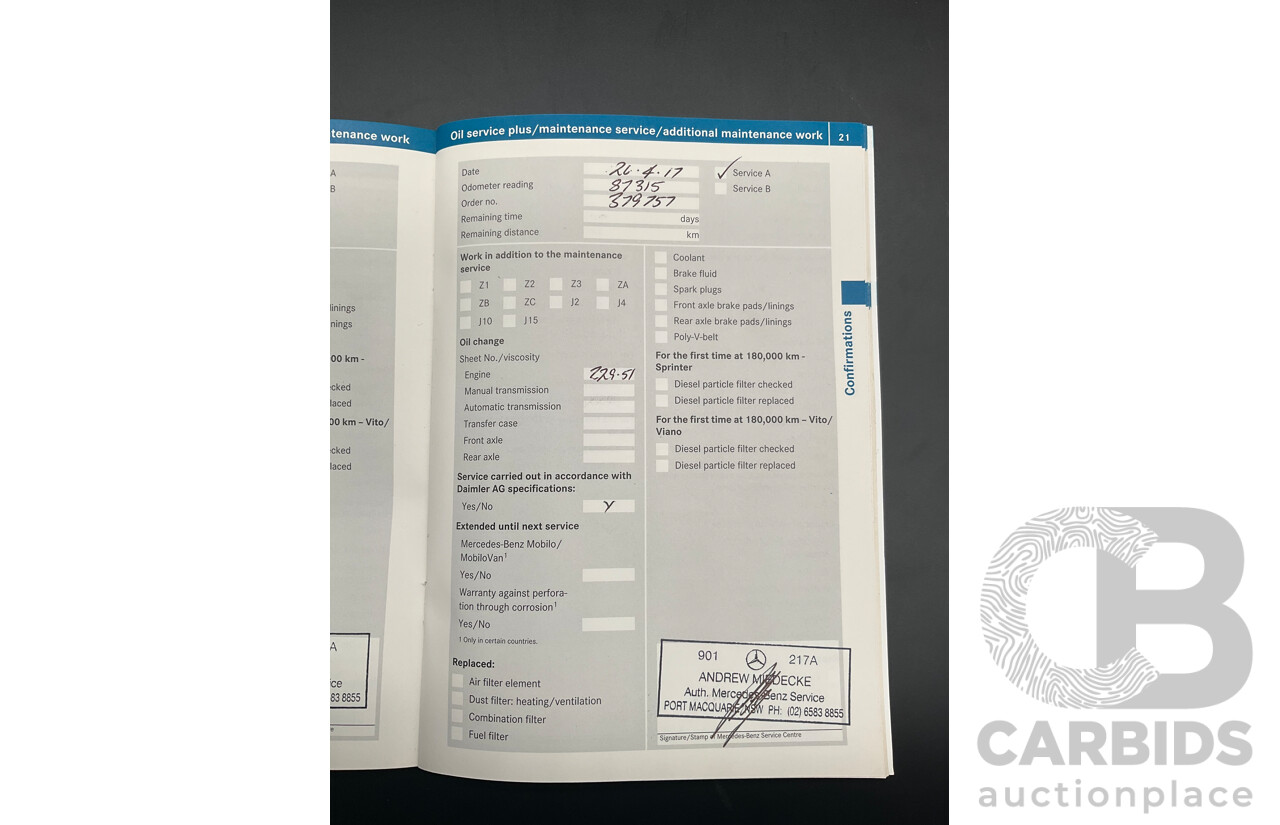 tenance work
A
B
linings
nings
00 km -
cked
laced
00 km – Vito/
cked
laced
A
ice
83 8855
Oil service plus/maintenance service/additional maintenance work 21
Date 26.4.17 ✓ Service A
Odometer reading 87315 Service B
Order no. 379757
Remaining time days
Remaining distance km
Work in addition to the maintenance
service
Z1 Z2 Z3 ZA
ZB ZC J2 J4
J10 J15
Oil change
Sheet No./viscosity
Engine 229.51
Manual transmission
Automatic transmission
Transfer case
Front axle
Rear axle
Service carried out in accordance with
Daimler AG specifications:
Yes/No Y
Extended until next service
Mercedes-Benz Mobilo/
MobiloVan¹
Yes/No
Warranty against perfora-
tion through corrosion¹
Yes/No
¹ Only in certain countries.
Replaced:
Air filter element
Dust filter: heating/ventilation
Combination filter
Fuel filter
Coolant
Brake fluid
Spark plugs
Front axle brake pads/linings
Rear axle brake pads/linings
Poly-V-belt
For the first time at 180,000 km -
Sprinter
Diesel particle filter checked
Diesel particle filter replaced
For the first time at 180,000 km – Vito/
Viano
Diesel particle filter checked
Diesel particle filter replaced
901 217A
ANDREW MIEDECKE
Auth. Mercedes-Benz Service
PORT MACQUARIE, NSW PH: (02) 6583 8855
Signature/Stamp of Mercedes-Benz Service Centre
Confirmations
CB
CARBIDS
auctionplace